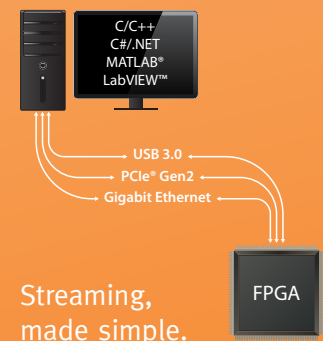 C/C++
C#/.NET
MATLAB®
LabVIEW™
USB 3.0
PCIe® Gen2
Gigabit Ethernet
FPGA
Streaming,
made simple.